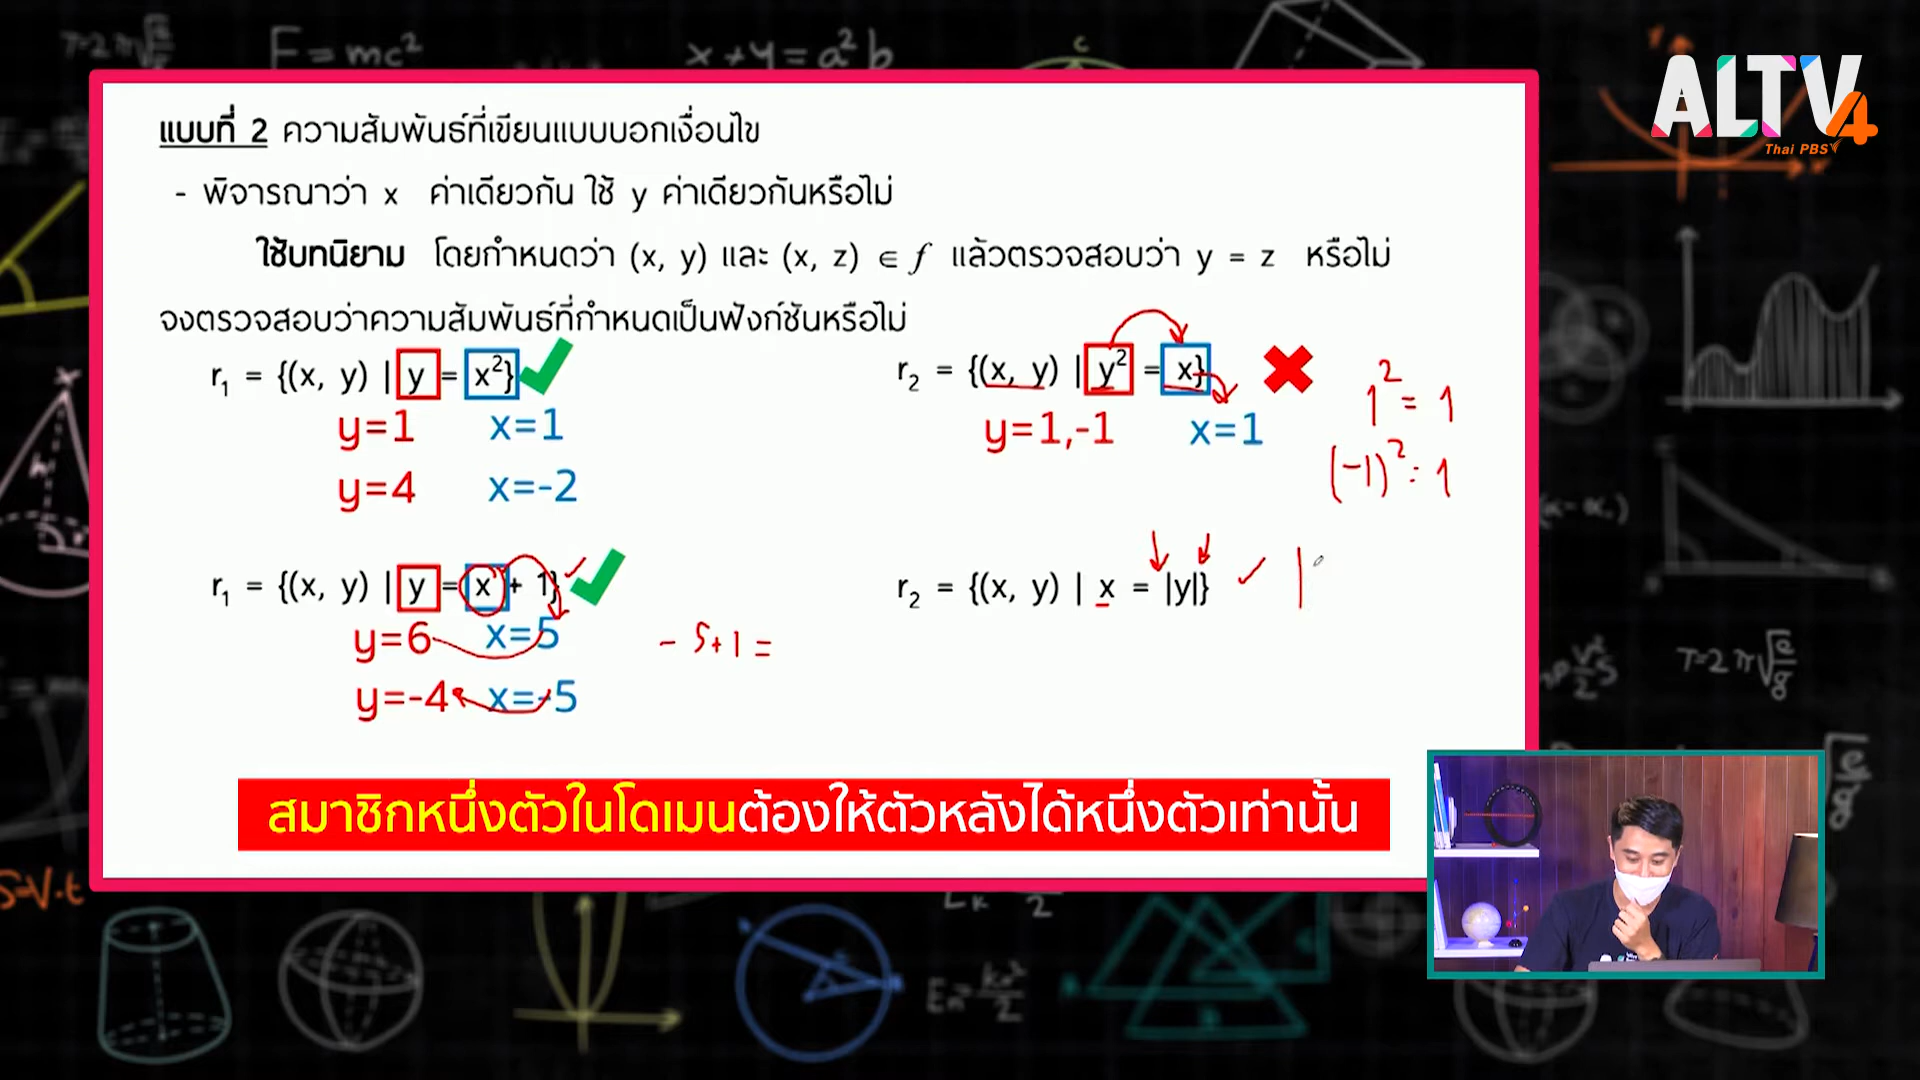 T=2π√
F = mc²
x+y = a²b
c
ALTV4
Thai PBS
แบบที่ 2 ความสัมพันธ์ที่เขียนแบบบอกเงื่อนไข
- พิจารณาว่า x ค่าเดียวกัน ใช้ y ค่าเดียวกันหรือไม่
ใช้บทนิยาม โดยกำหนดว่า (x, y) และ (x, z) ∈ f แล้วตรวจสอบว่า y = z หรือไม่
จงตรวจสอบว่าความสัมพันธ์ที่กำหนดเป็นฟังก์ชันหรือไม่
r₁ = {(x, y) | y = x²}
y=1 x=1
y=4 x=-2
r₂ = {(x, y) | y² = x}
y=1,-1 x=1
1² = 1
(-1)² = 1
r₁ = {(x, y) | y = x + 1}
y=6 x=5
y=-4 x=-5
- 5+1 =
r₂ = {(x, y) | x = |y|}
สมาชิกหนึ่งตัวในโดเมนต้องให้ตัวหลังได้หนึ่งตัวเท่านั้น
h
T=2π√e/g
S=V·t
Eₖ
2